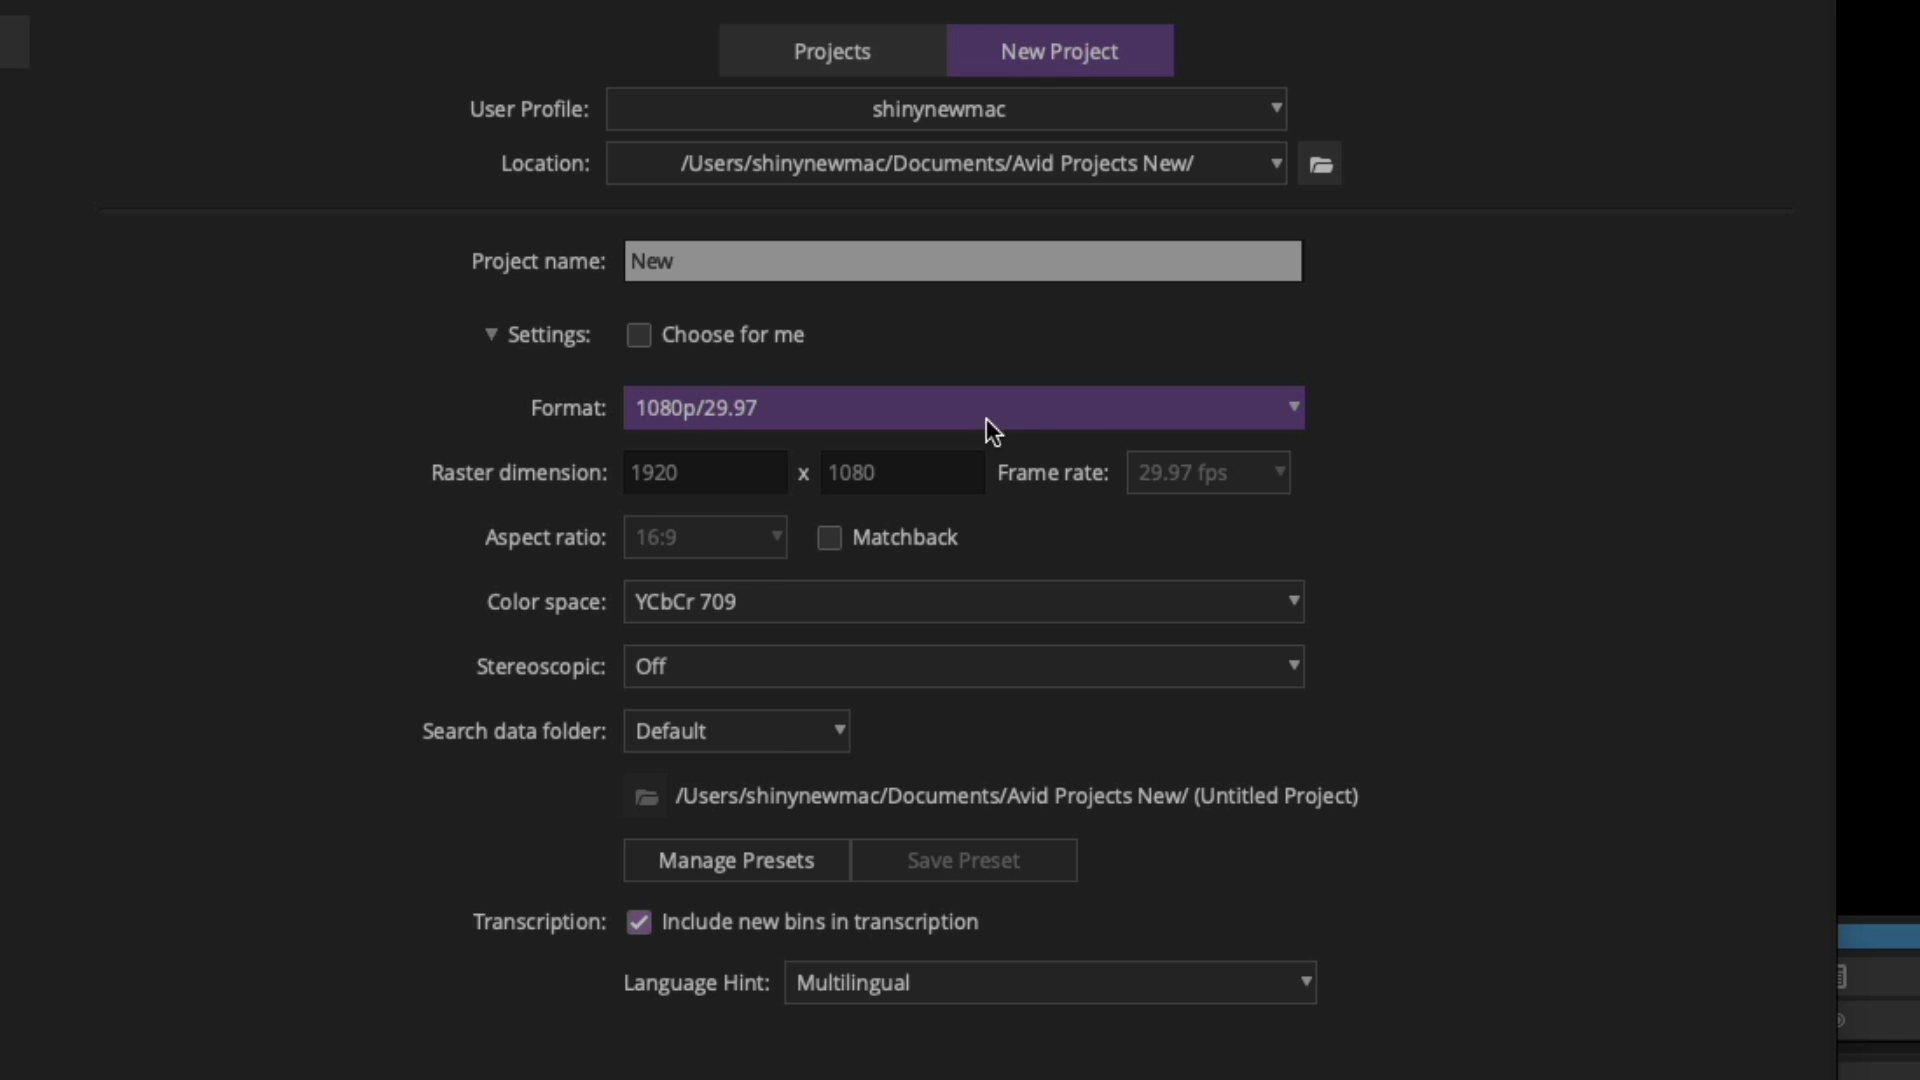 Projects New Project
User Profile: shinynewmac
Location: /Users/shinynewmac/Documents/Avid Projects New/
Project name: New
Settings: Choose for me
Format: 1080p/29.97
Raster dimension: 1920 x 1080 Frame rate: 29.97 fps
Aspect ratio: 16:9 Matchback
Color space: YCbCr 709
Stereoscopic: Off
Search data folder: Default
/Users/shinynewmac/Documents/Avid Projects New/ (Untitled Project)
Manage Presets Save Preset
Transcription: Include new bins in transcription
Language Hint: Multilingual